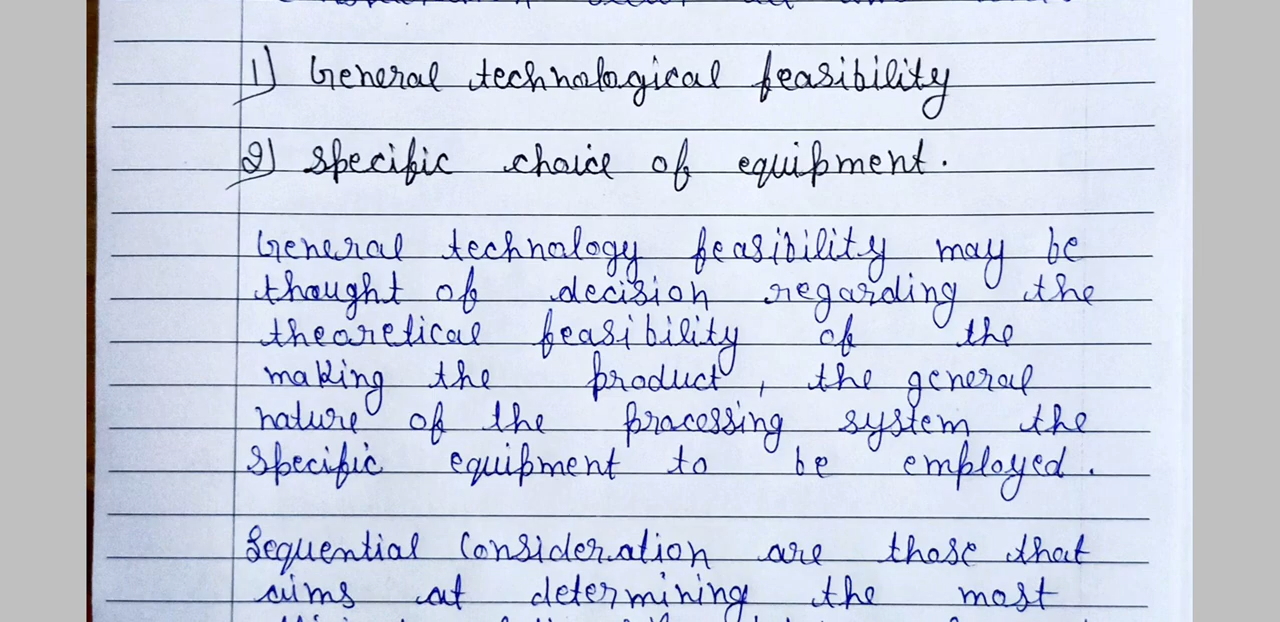 1) General technological feasibility
2) Specific choice of equipment.
General technology feasibility may be
thought of decision regarding the
theoretical feasibility of the
making the product, the general
nature of the processing system the
specific equipment to be employed.
Sequential Consideration are those that
aims at determining the most